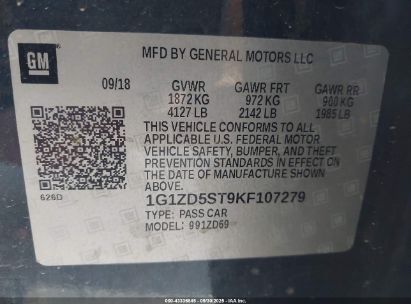 GM
MFD BY GENERAL MOTORS LLC
09/18 GVWR GAWR FRT GAWR RR
1872 KG 972 KG 900 KG
4127 LB 2142 LB 1985 LB
THIS VEHICLE CONFORMS TO ALL
APPLICABLE U.S. FEDERAL MOTOR
VEHICLE SAFETY, BUMPER, AND THEFT
PREVENTION STANDARDS IN EFFECT ON
THE DATE OF MANUFACTURE SHOWN
ABOVE.
626D
1G1ZD5ST9KF107279
TYPE: PASS CAR
MODEL: 991ZD69